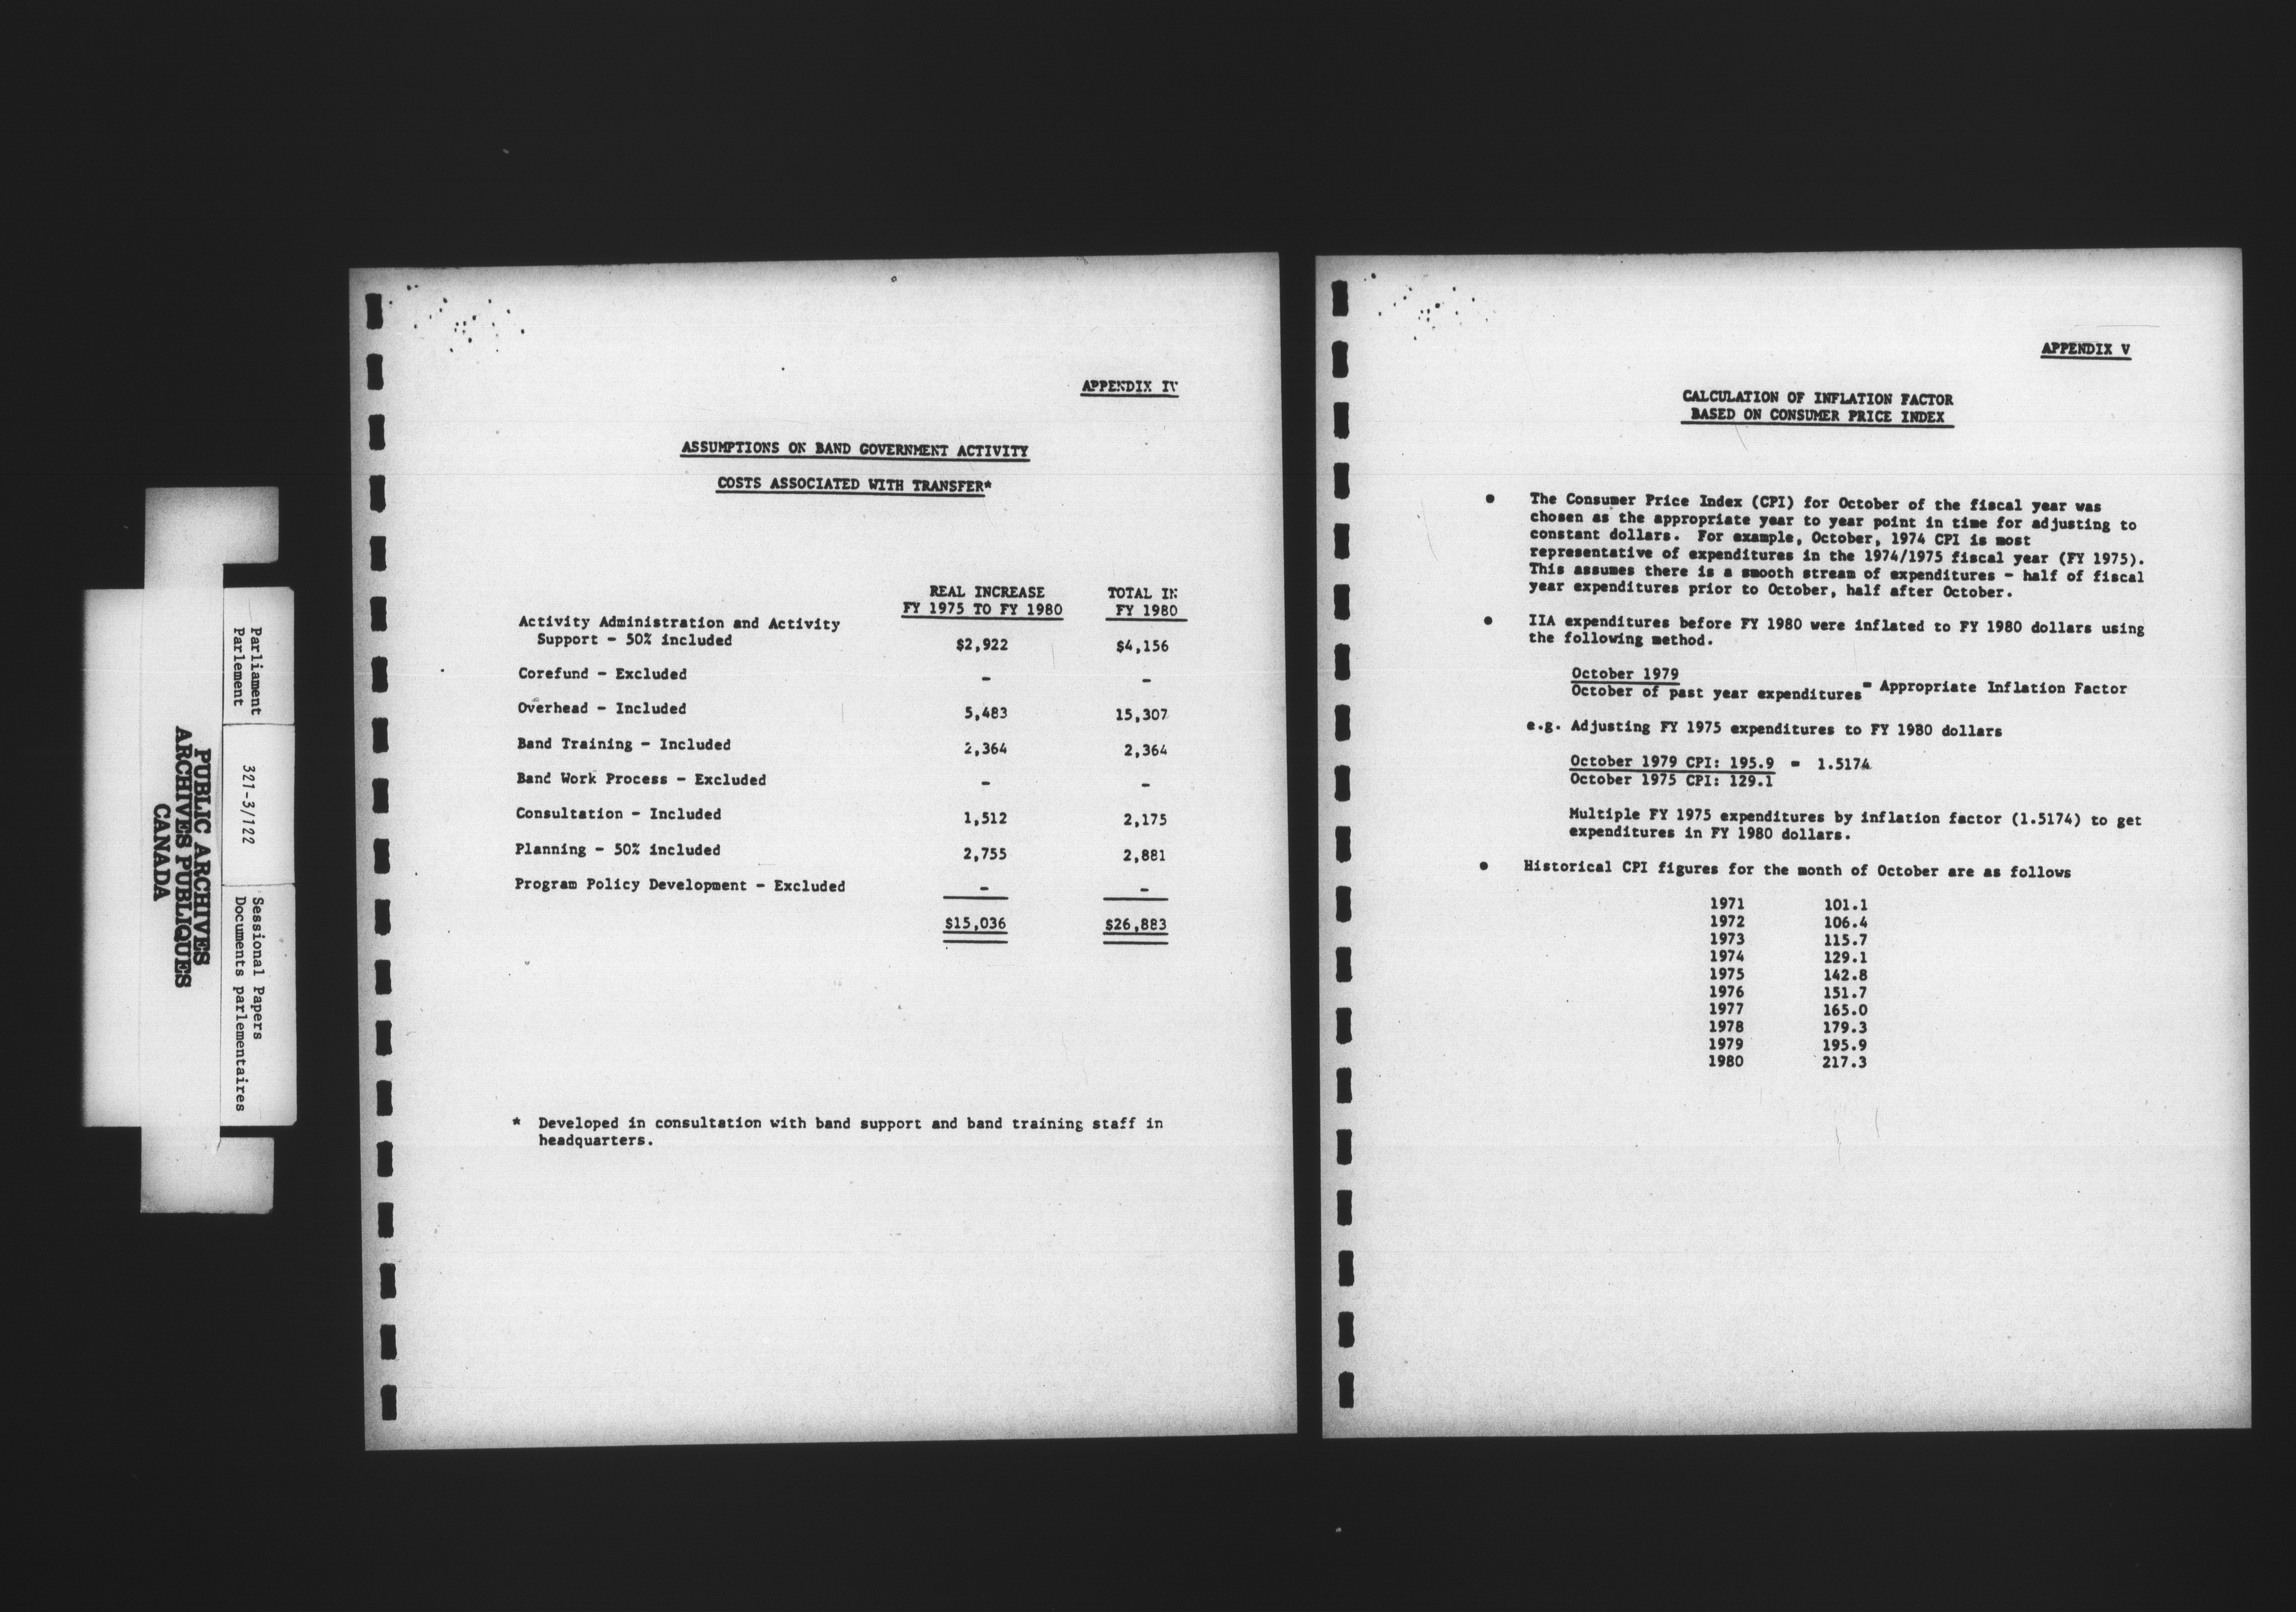 Parliament
Parlement
321-3/122
Sessional Papers
Documents parlementaires
PUBLIC ARCHIVES
ARCHIVES PUBLIQUES
CANADA
APPENDIX IV
ASSUMPTIONS ON BAND GOVERNMENT ACTIVITY
COSTS ASSOCIATED WITH TRANSFER*
REAL INCREASE TOTAL IN
FY 1975 TO FY 1980 FY 1980
Activity Administration and Activity
Support - 50% included $2,922 $4,156
Corefund - Excluded - -
Overhead - Included 5,483 15,307
Band Training - Included 2,364 2,364
Band Work Process - Excluded - -
Consultation - Included 1,512 2,175
Planning - 50% included 2,755 2,881
Program Policy Development - Excluded - -
$15,036 $26,883
* Developed in consultation with band support and band training staff in
headquarters.
APPENDIX V
CALCULATION OF INFLATION FACTOR
BASED ON CONSUMER PRICE INDEX
● The Consumer Price Index (CPI) for October of the fiscal year was
chosen as the appropriate year to year point in time for adjusting to
constant dollars. For example, October, 1974 CPI is most
representative of expenditures in the 1974/1975 fiscal year (FY 1975).
This assumes there is a smooth stream of expenditures - half of fiscal
year expenditures prior to October, half after October.
● IIA expenditures before FY 1980 were inflated to FY 1980 dollars using
the following method.
October 1979
October of past year expenditures = Appropriate Inflation Factor
e.g. Adjusting FY 1975 expenditures to FY 1980 dollars
October 1979 CPI: 195.9 = 1.5174
October 1975 CPI: 129.1
Multiple FY 1975 expenditures by inflation factor (1.5174) to get
expenditures in FY 1980 dollars.
● Historical CPI figures for the month of October are as follows
1971 101.1
1972 106.4
1973 115.7
1974 129.1
1975 142.8
1976 151.7
1977 165.0
1978 179.3
1979 195.9
1980 217.3